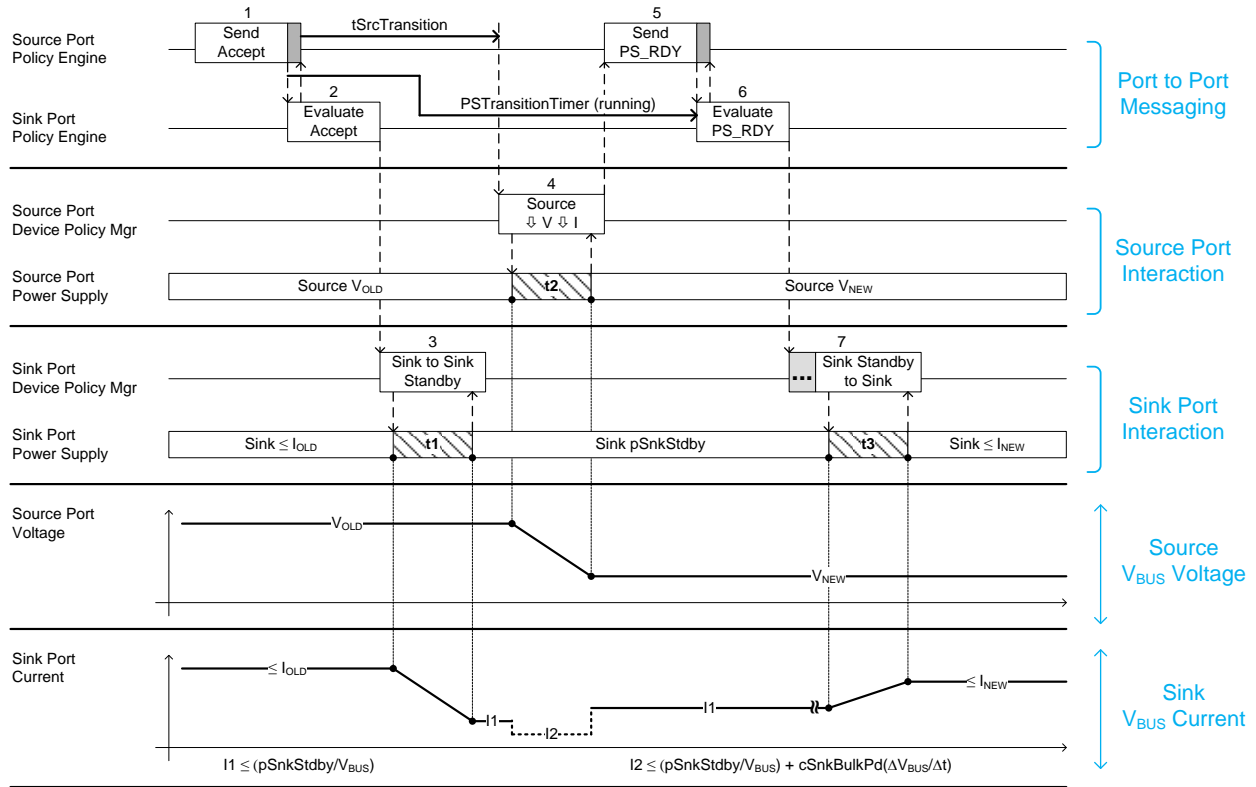 1
Send
Accept
tSrcTransition
5
Send
PS_RDY
Source Port
Policy Engine
Port to Port
Messaging
2
Evaluate
Accept
PSTransitionTimer (running)
6
Evaluate
PS_RDY
Sink Port
Policy Engine
4
Source
⇩ V ⇩ I
Source Port
Device Policy Mgr
Source Port
Interaction
Source Port
Power Supply
Source VOLD
t2
Source VNEW
3
Sink to Sink
Standby
7
... Sink Standby
to Sink
Sink Port
Device Policy Mgr
Sink Port
Interaction
Sink Port
Power Supply
Sink ≤ IOLD
t1
Sink pSnkStdby
t3
Sink ≤ INEW
Source Port
Voltage
VOLD
VNEW
Source
VBUS Voltage
Sink Port
Current
≤ IOLD
I1
I2
I1
≤ INEW
Sink
VBUS Current
I1 ≤ (pSnkStdby/VBUS)
I2 ≤ (pSnkStdby/VBUS) + cSnkBulkPd(ΔVBUS/Δt)